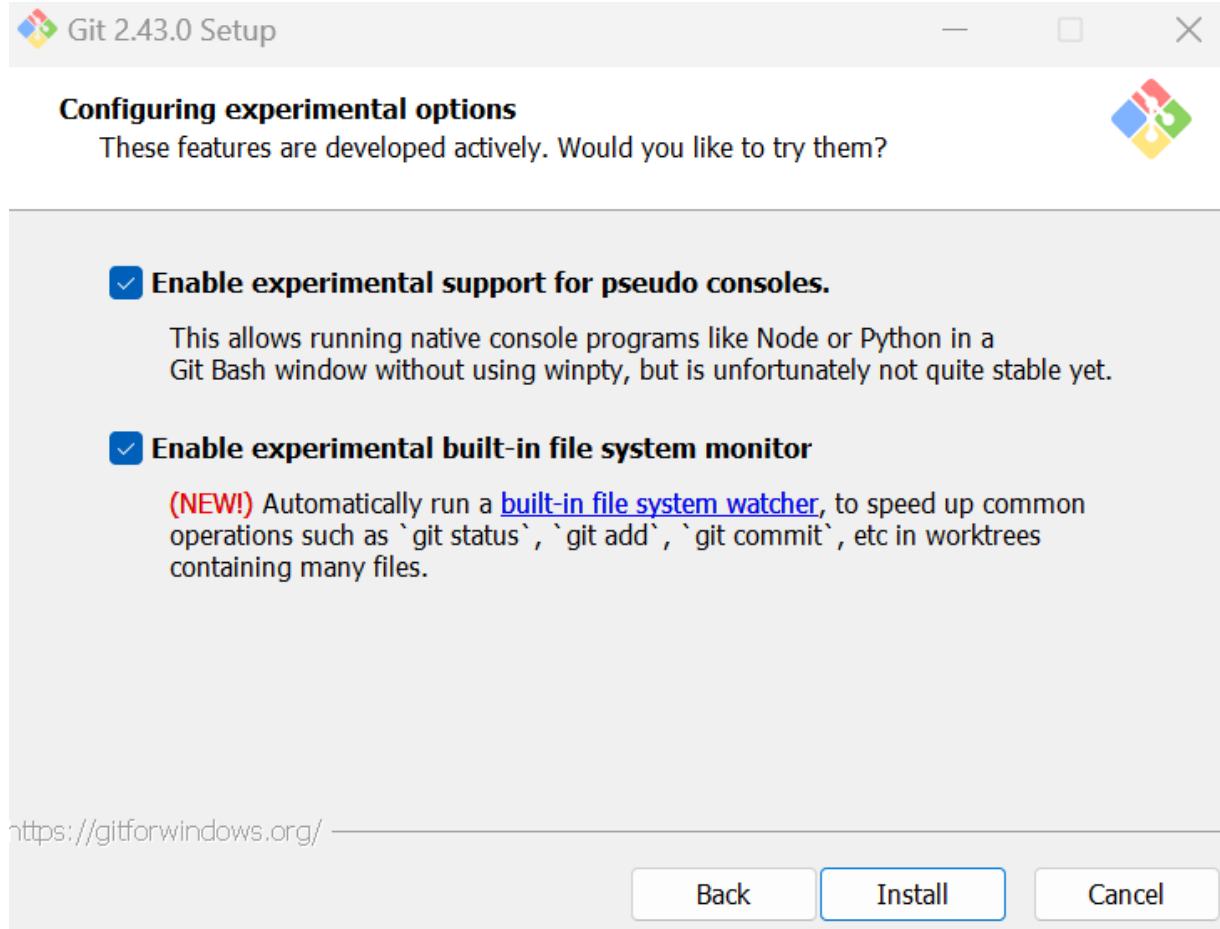 Git 2.43.0 Setup
Configuring experimental options
These features are developed actively. Would you like to try them?
Enable experimental support for pseudo consoles.
This allows running native console programs like Node or Python in a
Git Bash window without using winpty, but is unfortunately not quite stable yet.
Enable experimental built-in file system monitor
(NEW!) Automatically run a built-in file system watcher, to speed up common
operations such as `git status`, `git add`, `git commit`, etc in worktrees
containing many files.
https://gitforwindows.org/
Back Install Cancel